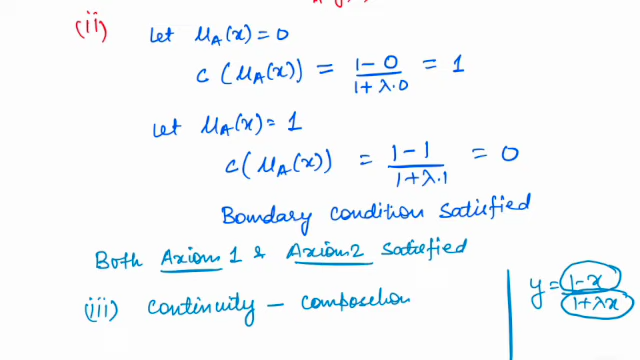 (ii) Let μA(x) = 0
c(μA(x)) = 1 - 0 / 1 + λ.0 = 1
Let μA(x) = 1
c(μA(x)) = 1 - 1 / 1 + λ.1 = 0
Boundary condition satisfied
Both Axiom 1 & Axiom 2 satisfied
(iii) continuity - composition
y = 1-x / 1+λx